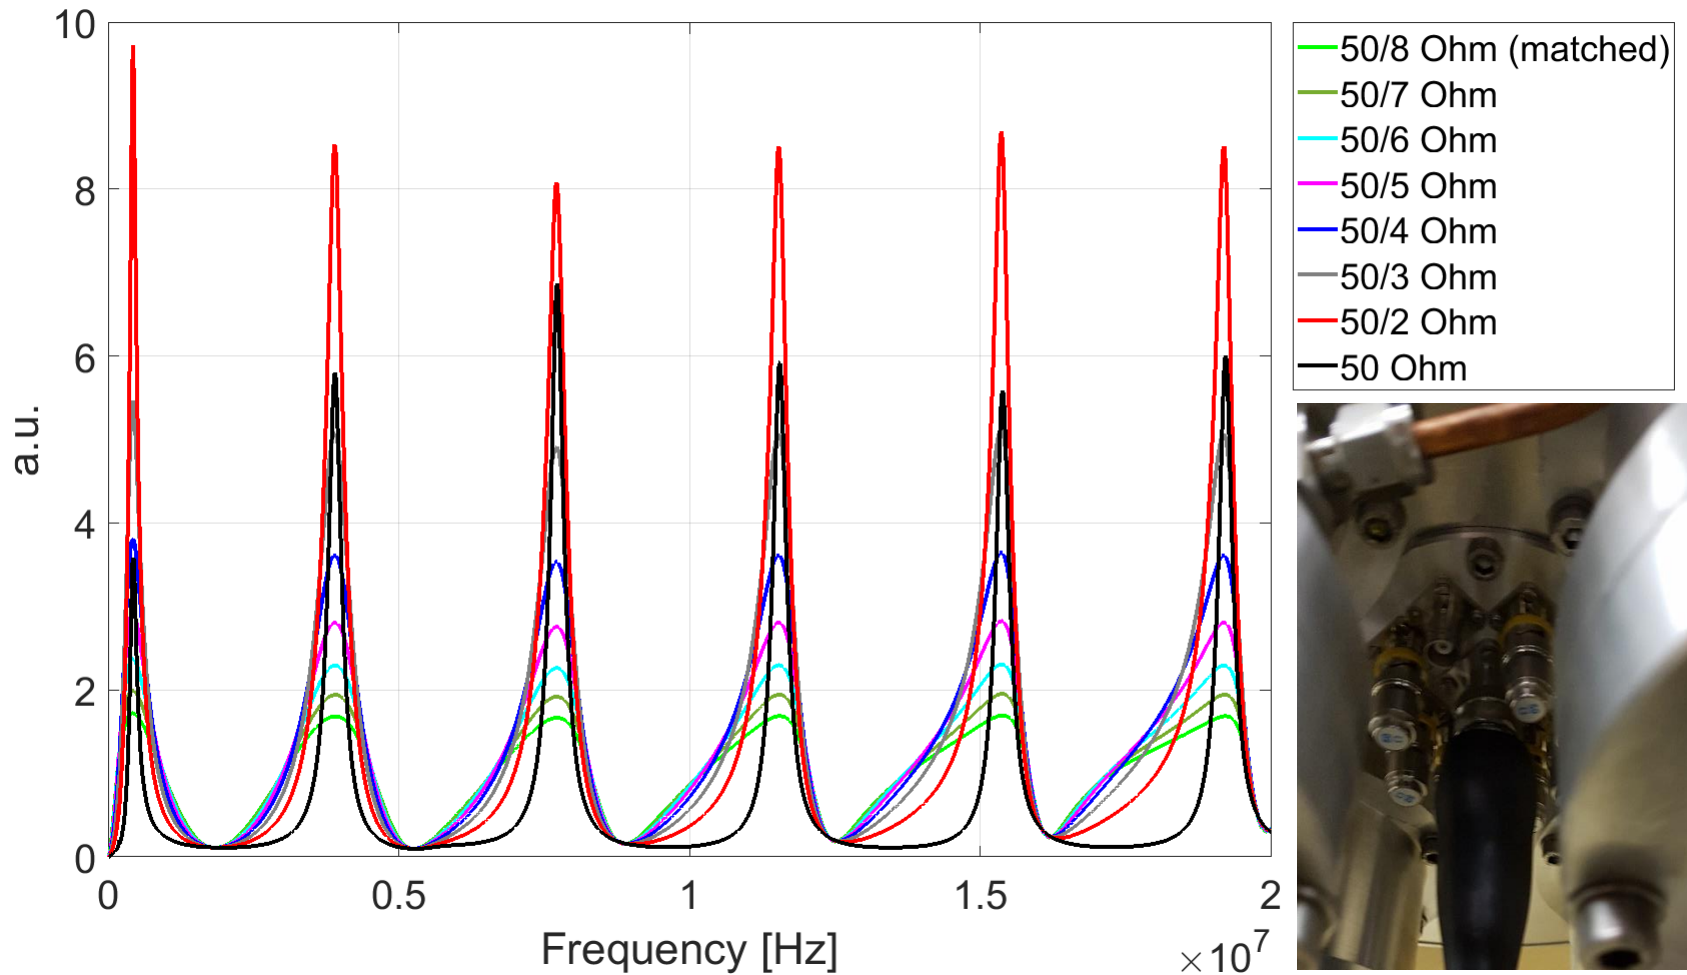 10
8
6
4
2
0
a.u.
0
0.5
1
1.5
2
Frequency [Hz]
×10⁷
50/8 Ohm (matched)
50/7 Ohm
50/6 Ohm
50/5 Ohm
50/4 Ohm
50/3 Ohm
50/2 Ohm
50 Ohm